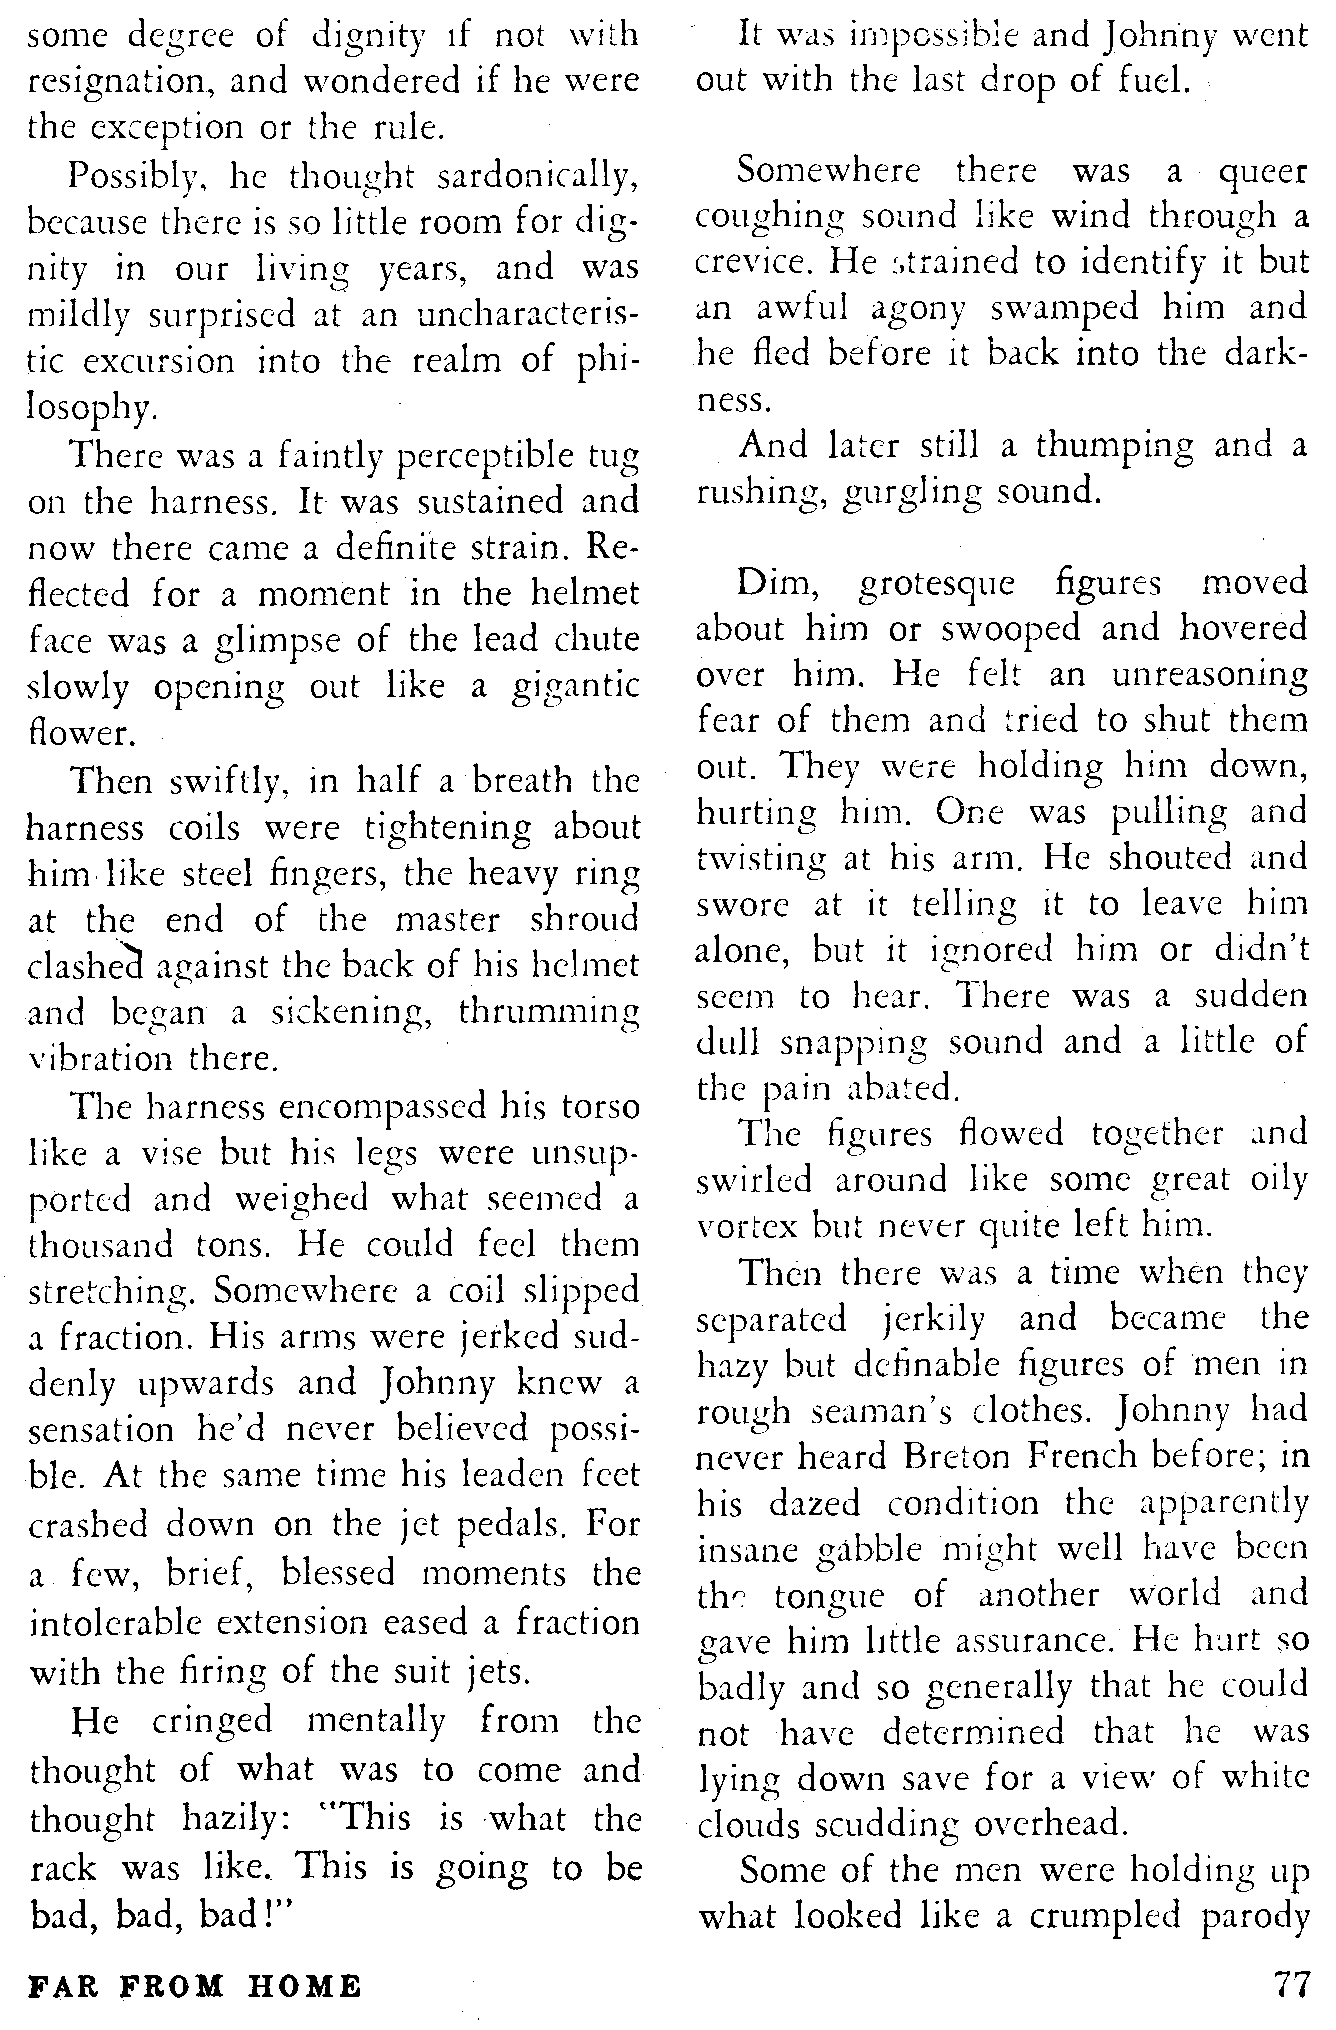 some degree of dignity if not with
resignation, and wondered if he were
the exception or the rule.
Possibly, he thought sardonically,
because there is so little room for dig-
nity in our living years, and was
mildly surprised at an uncharacteris-
tic excursion into the realm of phi-
losophy.
There was a faintly perceptible tug
on the harness. It was sustained and
now there came a definite strain. Re-
flected for a moment in the helmet
face was a glimpse of the lead chute
slowly opening out like a gigantic
flower.
Then swiftly, in half a breath the
harness coils were tightening about
him like steel fingers, the heavy ring
at the end of the master shroud
clashed against the back of his helmet
and began a sickening, thrumming
vibration there.
The harness encompassed his torso
like a vise but his legs were unsup-
ported and weighed what seemed a
thousand tons. He could feel them
stretching. Somewhere a coil slipped
a fraction. His arms were jerked sud-
denly upwards and Johnny knew a
sensation he'd never believed possi-
ble. At the same time his leaden feet
crashed down on the jet pedals. For
a few, brief, blessed moments the
intolerable extension eased a fraction
with the firing of the suit jets.
He cringed mentally from the
thought of what was to come and
thought hazily: "This is what the
rack was like. This is going to be
bad, bad, bad!"
It was impossible and Johnny went
out with the last drop of fuel.
Somewhere there was a queer
coughing sound like wind through a
crevice. He strained to identify it but
an awful agony swamped him and
he fled before it back into the dark-
ness.
And later still a thumping and a
rushing, gurgling sound.
Dim, grotesque figures moved
about him or swooped and hovered
over him. He felt an unreasoning
fear of them and tried to shut them
out. They were holding him down,
hurting him. One was pulling and
twisting at his arm. He shouted and
swore at it telling it to leave him
alone, but it ignored him or didn't
seem to hear. There was a sudden
dull snapping sound and a little of
the pain abated.
The figures flowed together and
swirled around like some great oily
vortex but never quite left him.
Then there was a time when they
separated jerkily and became the
hazy but definable figures of men in
rough seaman's clothes. Johnny had
never heard Breton French before; in
his dazed condition the apparently
insane gabble might well have been
the tongue of another world and
gave him little assurance. He hurt so
badly and so generally that he could
not have determined that he was
lying down save for a view of white
clouds scudding overhead.
Some of the men were holding up
what looked like a crumpled parody
FAR FROM HOME
77